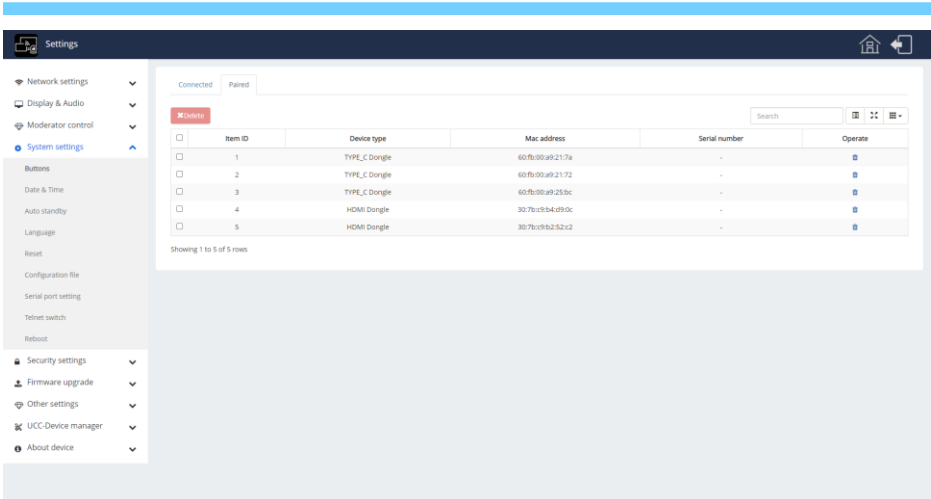 Settings
Network settings
Display & Audio
Moderator control
System settings
Buttons
Date & Time
Auto standby
Language
Reset
Configuration file
Serial port setting
Telnet switch
Reboot
Security settings
Firmware upgrade
Other settings
UCC-Device manager
About device
Connected Paired
Delete Search
Item ID Device type Mac address Serial number Operate
1 TYPE_C Dongle 60:fb:00:a9:21:7a -
2 TYPE_C Dongle 60:fb:00:a9:21:72 -
3 TYPE_C Dongle 60:fb:00:a9:25:bc -
4 HDMI Dongle 30:7b:c9:b4:d9:0c -
5 HDMI Dongle 30:7b:c9:b2:52:c2 -
Showing 1 to 5 of 5 rows